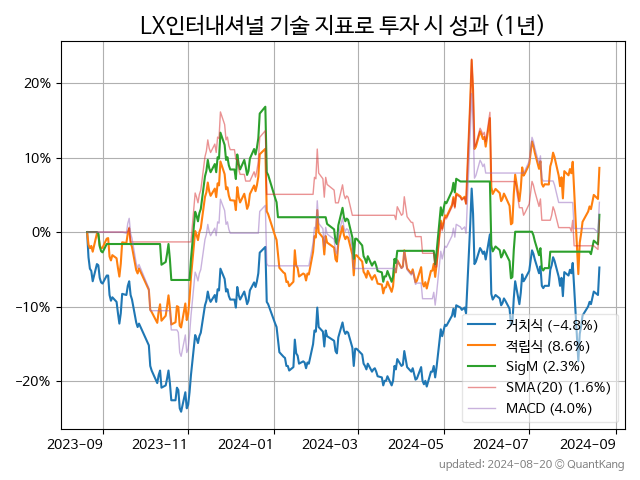 LX인터내셔널 기술 지표로 투자 시 성과 (1년)
20%
10%
0%
−10%
−20%
거치식 (−4.8%)
적립식 (8.6%)
SigM (2.3%)
SMA(20) (1.6%)
MACD (4.0%)
2023-09
2023-11
2024-01
2024-03
2024-05
2024-07
2024-09
updated: 2024-08-20 © QuantKang